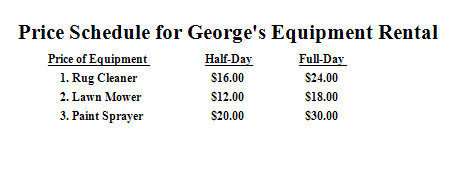 Price Schedule for George's Equipment Rental
Price of Equipment Half-Day Full-Day
1. Rug Cleaner $16.00 $24.00
2. Lawn Mower $12.00 $18.00
3. Paint Sprayer $20.00 $30.00